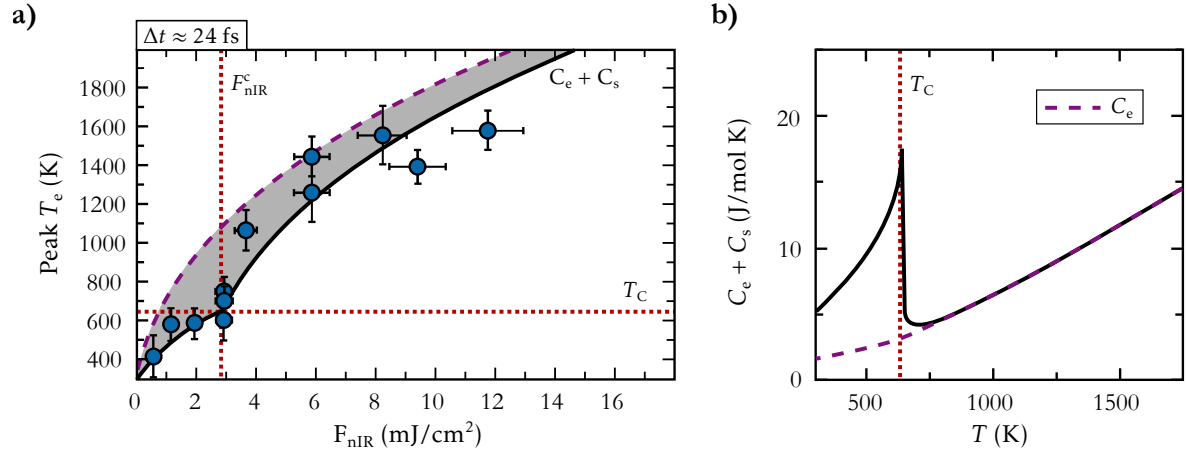 a)
Δt ≈ 24 fs
F^c_nIR
C_e + C_s
T_C
Peak T_e (K)
1800
1600
1400
1200
1000
800
600
400
0 2 4 6 8 10 12 14 16
F_nIR (mJ/cm²)
b)
T_C
C_e
C_e + C_s (J/mol K)
20
10
0
500 1000 1500
T (K)